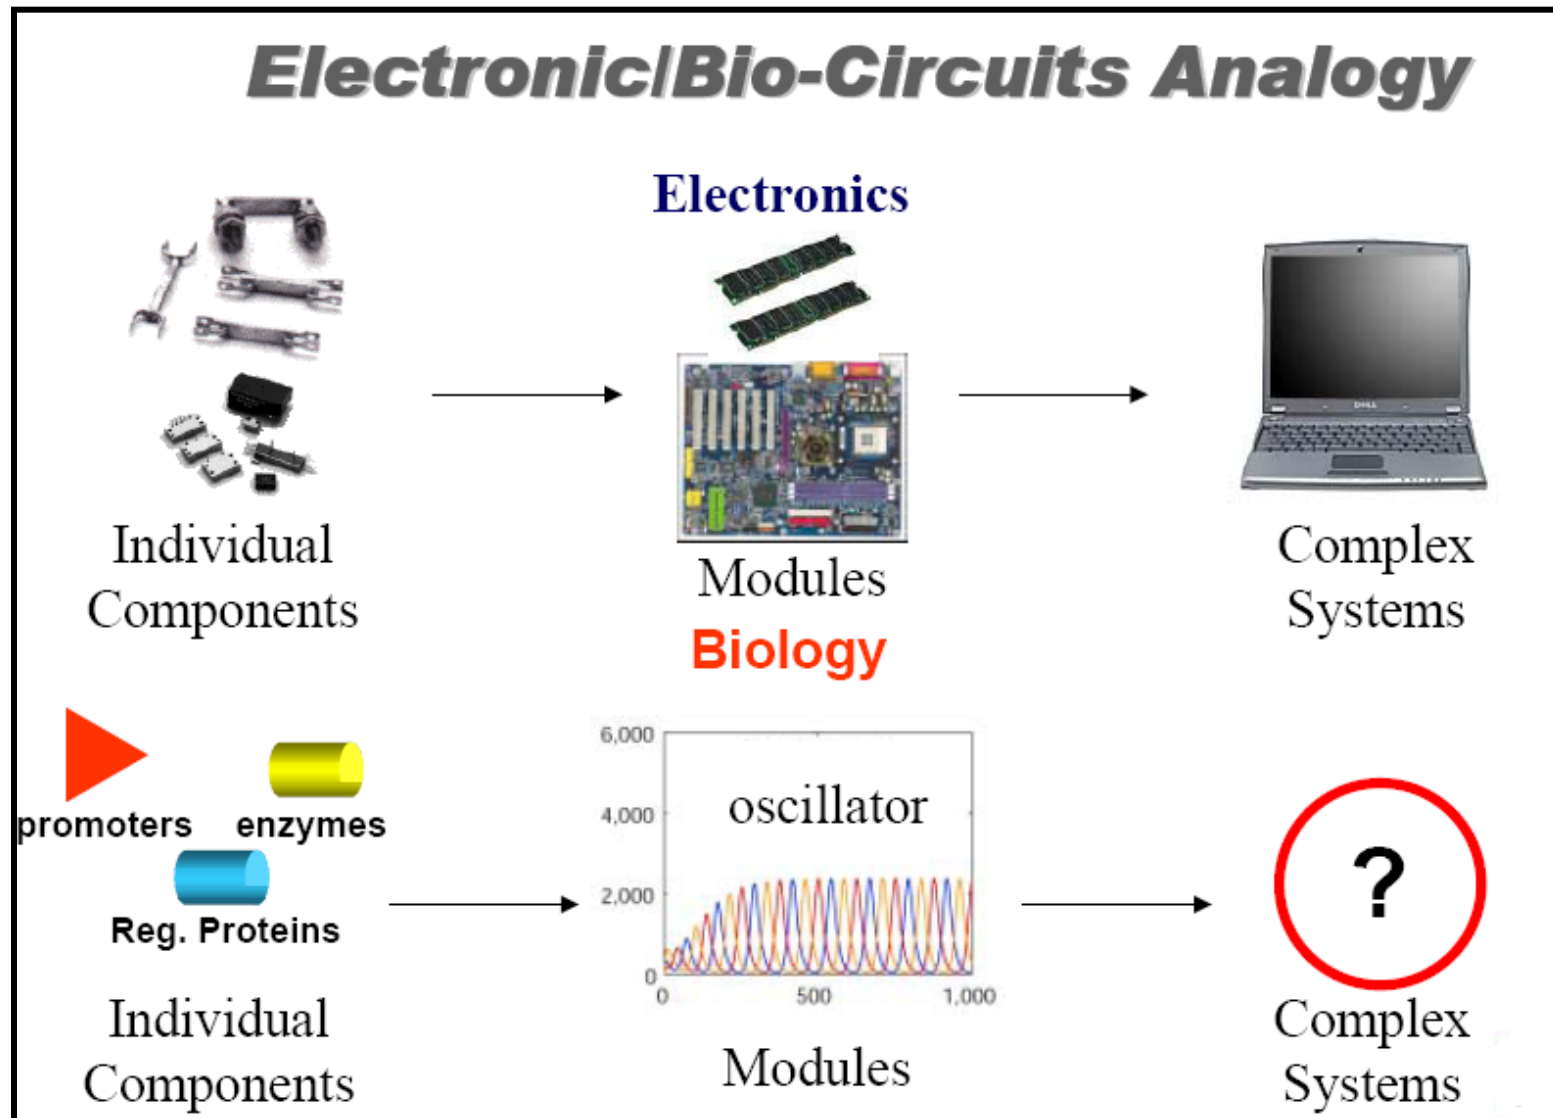 Electronic/Bio-Circuits Analogy
Electronics
DELL
Individual
Components
Modules
Complex
Systems
Biology
promoters
enzymes
Reg. Proteins
Individual
Components
6,000
4,000
2,000
0
0
500
1,000
oscillator
Modules
?
Complex
Systems